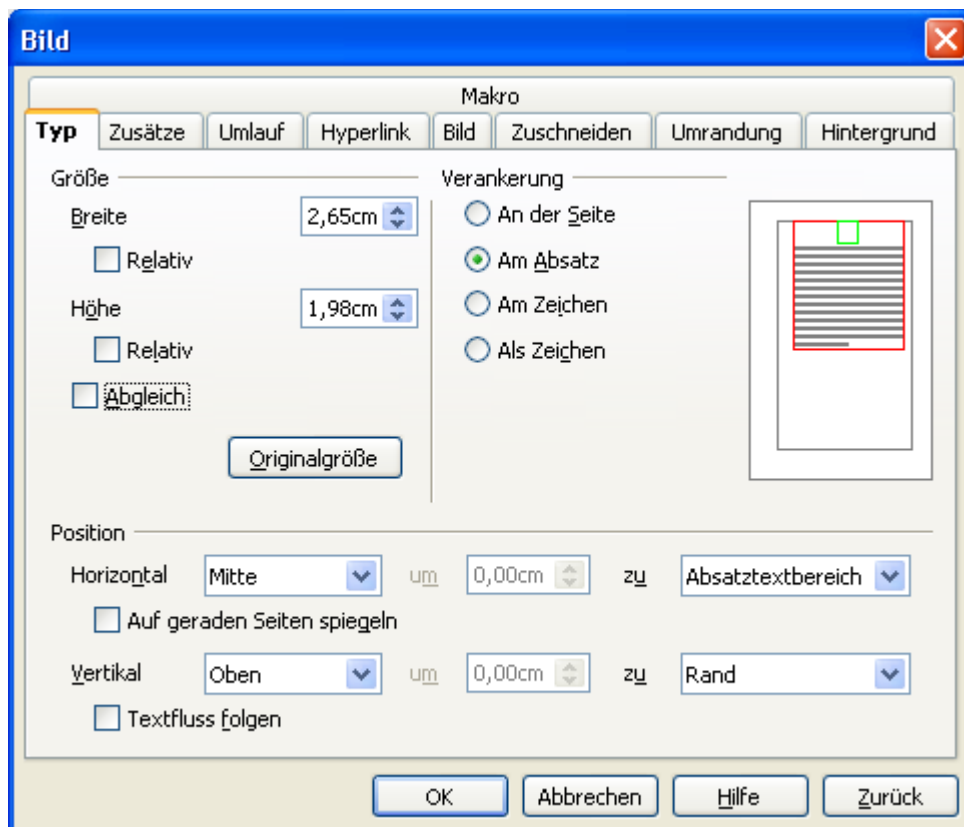 Bild
Makro
Typ Zusätze Umlauf Hyperlink Bild Zuschneiden Umrandung Hintergrund
Größe Verankerung
Breite 2,65cm An der Seite
Relativ Am Absatz
Höhe 1,98cm Am Zeichen
Relativ Als Zeichen
Abgleich
Originalgröße
Position
Horizontal Mitte um 0,00cm zu Absatztextbereich
Auf geraden Seiten spiegeln
Vertikal Oben um 0,00cm zu Rand
Textfluss folgen
OK Abbrechen Hilfe Zurück